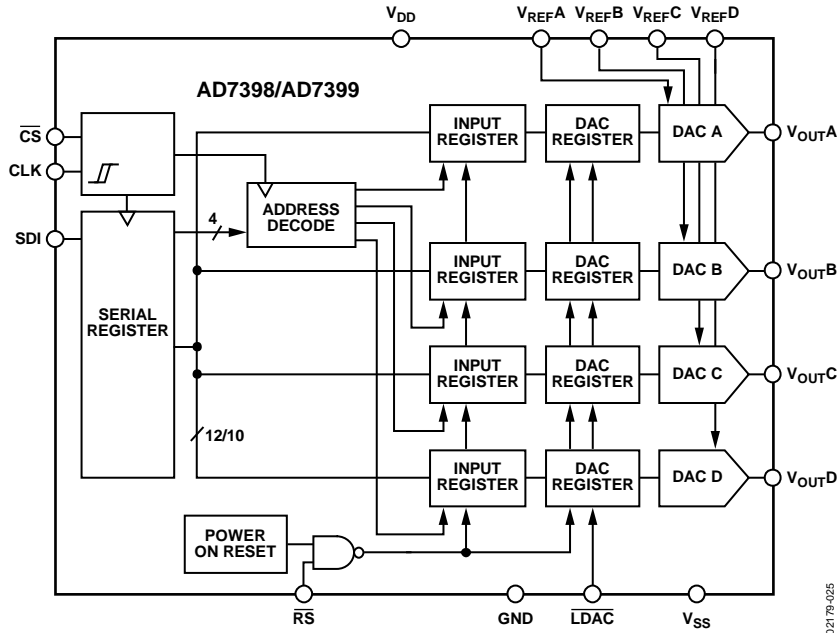 VDD
VREFA VREFB VREFC VREFD
AD7398/AD7399
CS
CLK
SDI
SERIAL
REGISTER
4
ADDRESS
DECODE
12/10
INPUT
REGISTER
DAC
REGISTER
DAC A
VOUTA
INPUT
REGISTER
DAC
REGISTER
DAC B
VOUTB
INPUT
REGISTER
DAC
REGISTER
DAC C
VOUTC
INPUT
REGISTER
DAC
REGISTER
DAC D
VOUTD
POWER
ON RESET
RS
GND
LDAC
VSS
02179-025